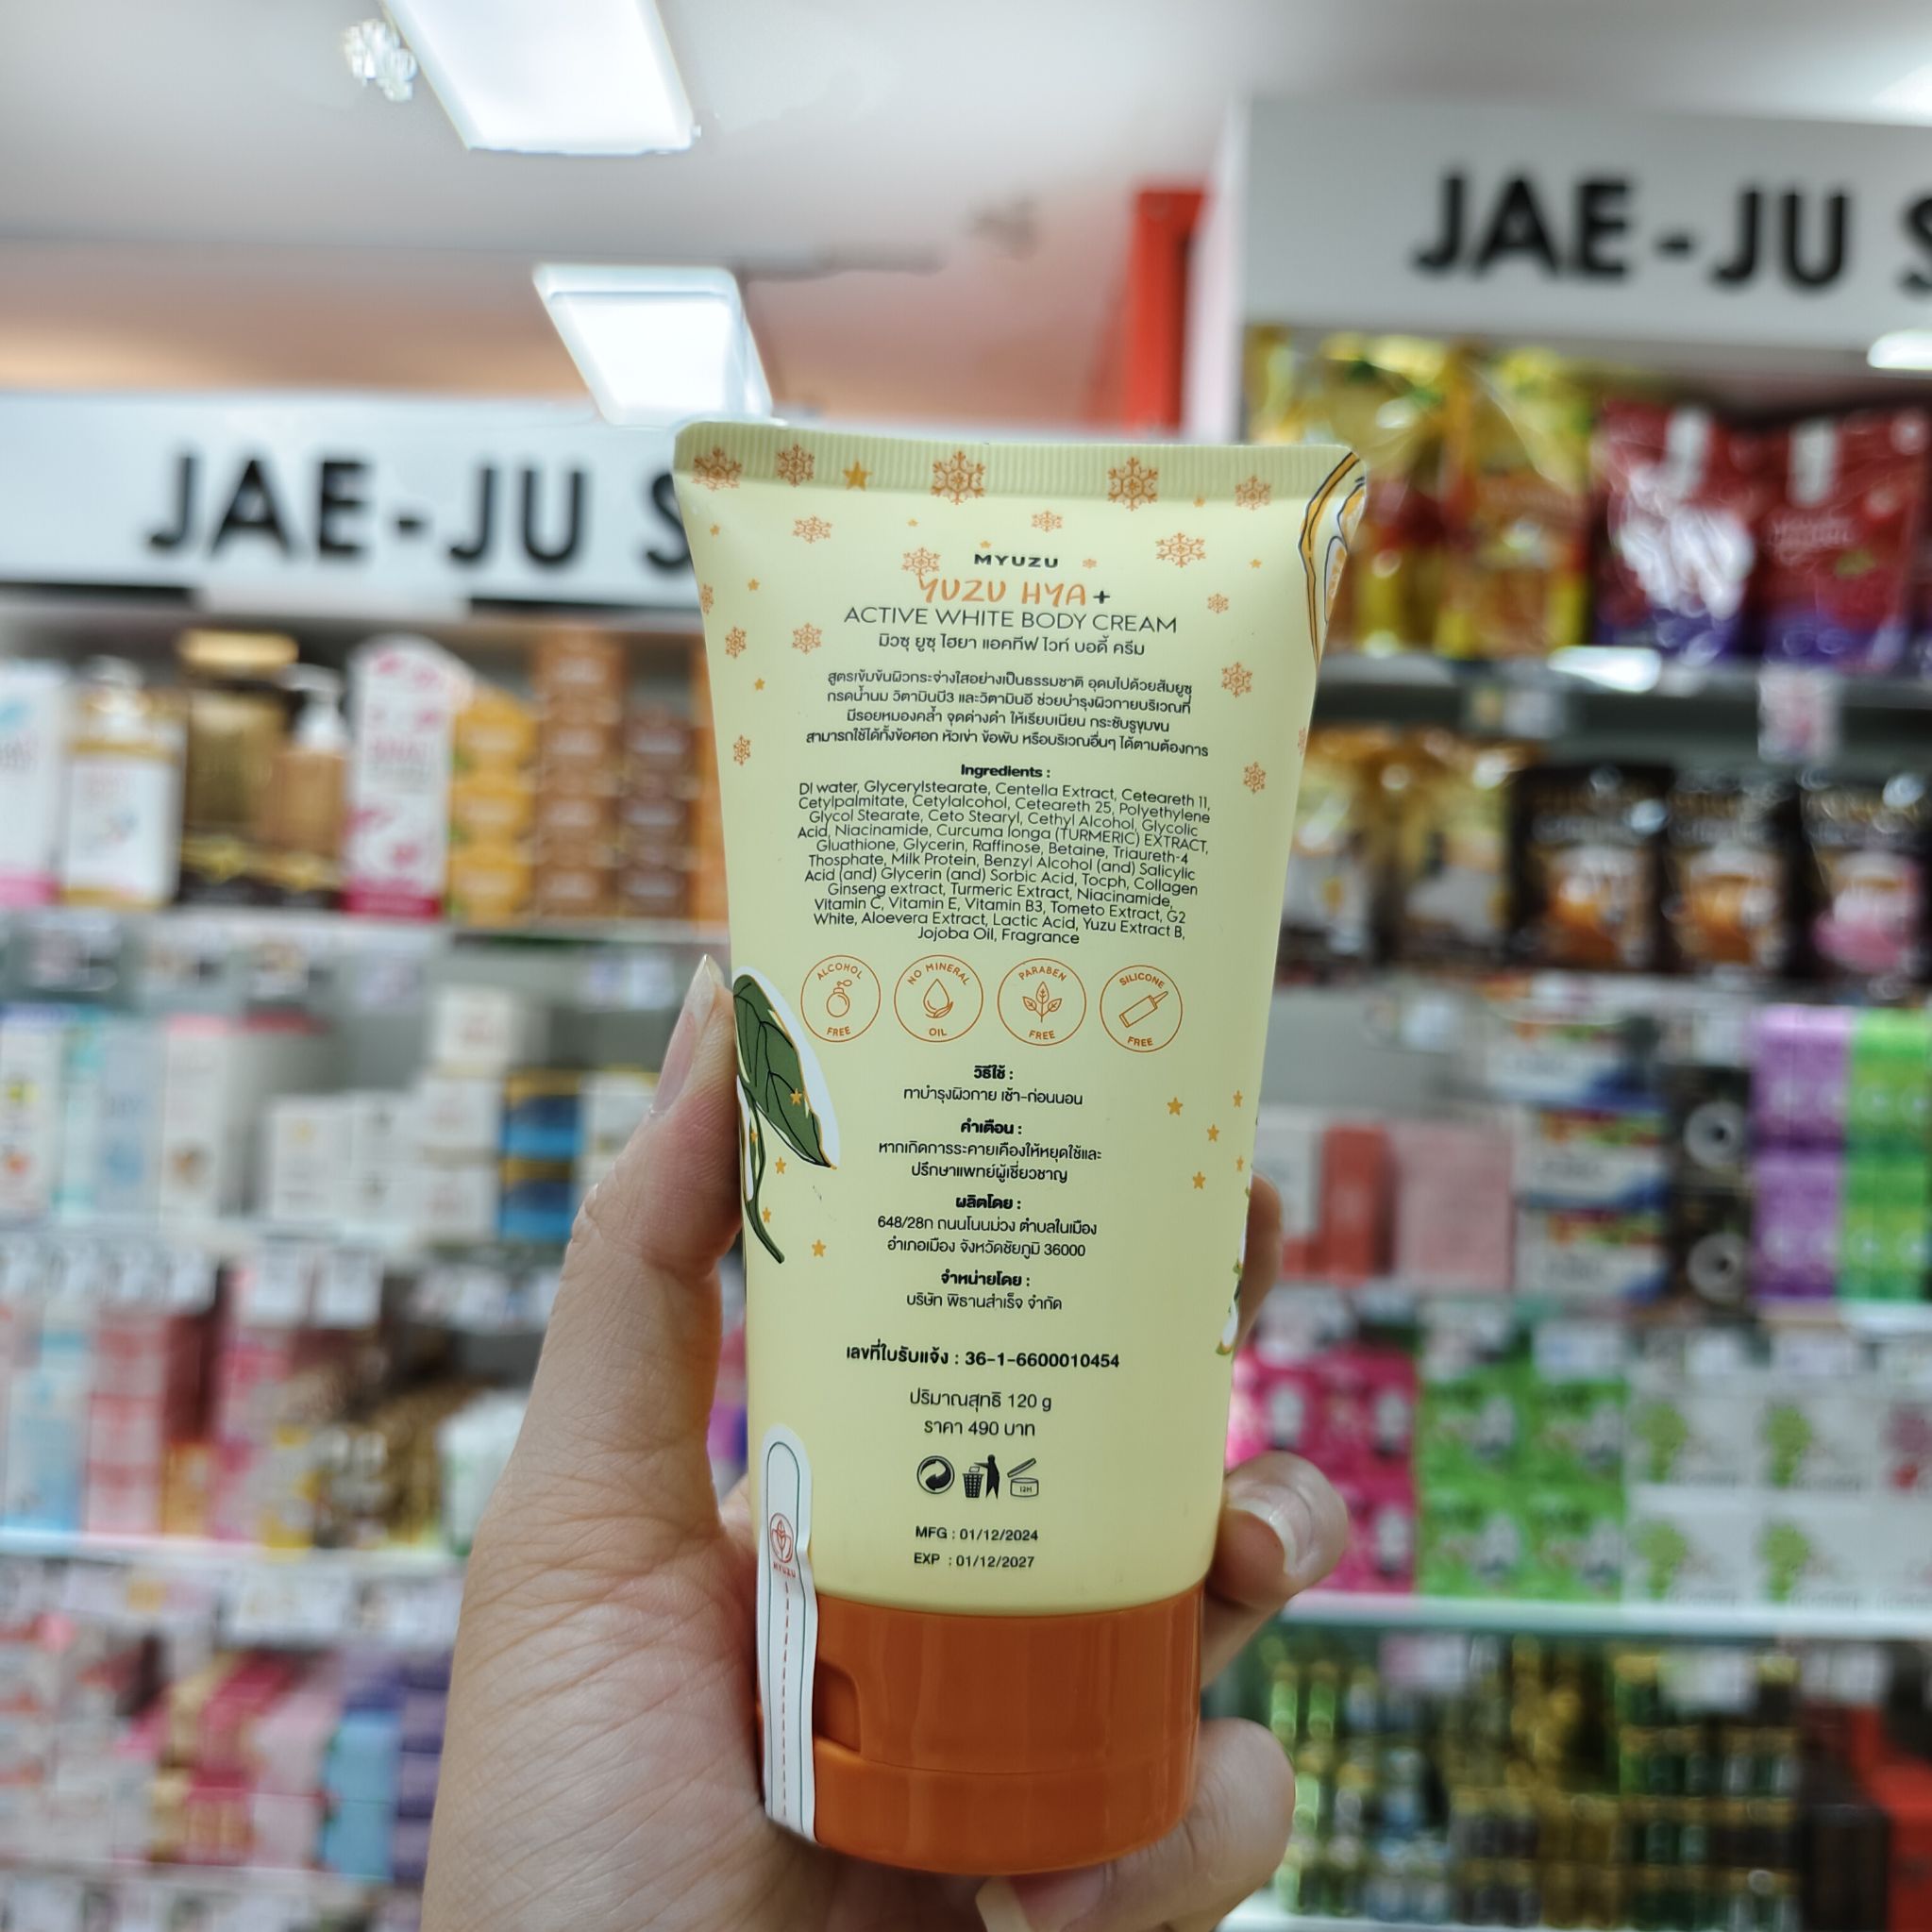 JAE-JU S
JAE-JU S
MYUZU
YUZU HYA+
ACTIVE WHITE BODY CREAM
มิวซุ ยูซุ ไฮยา แอคทีฟ ไวท์ บอดี้ ครีม
สูตรเข้มข้นผิวกระจ่างใสอย่างเป็นธรรมชาติ อุดมไปด้วยส้มยูซุ
กรดน้ำนม วิตามินบี3 และวิตามินอี ช่วยบำรุงผิวกายบริเวณที่
มีรอยหมองคล้ำ จุดด่างดำ ให้เรียบเนียน กระชับรูขุมขน
สามารถใช้ได้ทั้งข้อศอก หัวเข่า ข้อพับ หรือบริเวณอื่นๆ ได้ตามต้องการ
Ingredients :
DI water, Glycerylstearate, Centella Extract, Ceteareth 11,
Cetylpalmitate, Cetylalcohol, Ceteareth 25, Polyethylene
Glycol Stearate, Ceto Stearyl, Cethyl Alcohol, Glycolic
Acid, Niacinamide, Curcuma longa (TURMERIC) EXTRACT,
Gluathione, Glycerin, Raffinose, Betaine, Triaureth-4
Thosphate, Milk Protein, Benzyl Alcohol (and) Salicylic
Acid (and) Glycerin (and) Sorbic Acid, Tocph, Collagen
Ginseng extract, Turmeric Extract, Niacinamide,
Vitamin C, Vitamin E, Vitamin B3, Tometo Extract, G2
White, Aloevera Extract, Lactic Acid, Yuzu Extract B,
Jojoba Oil, Fragrance
ALCOHOL FREE
NO MINERAL OIL
PARABEN FREE
SILICONE FREE
วิธีใช้ :
ทาบำรุงผิวกาย เช้า-ก่อนนอน
คำเตือน :
หากเกิดการระคายเคืองให้หยุดใช้และ
ปรึกษาแพทย์ผู้เชี่ยวชาญ
ผลิตโดย :
648/28ก ถนนโนนม่วง ตำบลในเมือง
อำเภอเมือง จังหวัดชัยภูมิ 36000
จำหน่ายโดย :
บริษัท พิธานสำเร็จ จำกัด
เลขที่ใบรับแจ้ง : 36-1-6600010454
ปริมาณสุทธิ 120 g
ราคา 490 บาท
12M
MFG : 01/12/2024
EXP : 01/12/2027
MYUZU